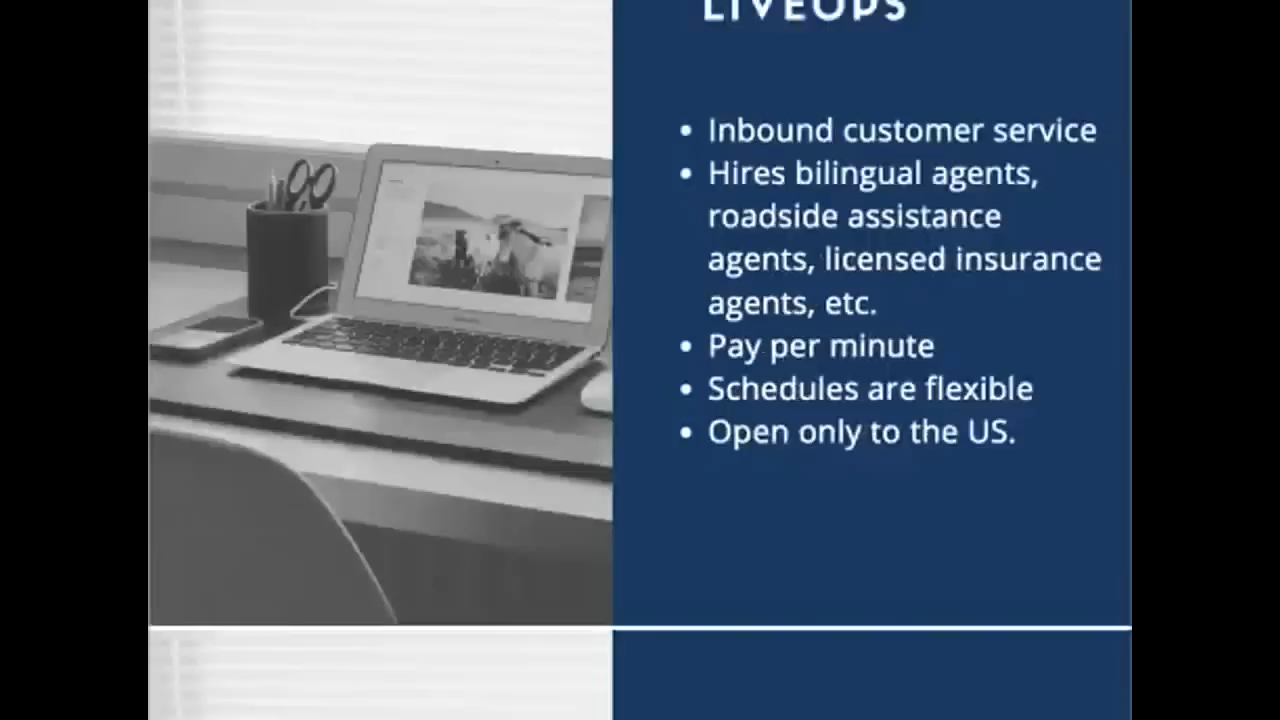 LIVEOPS
• Inbound customer service
• Hires bilingual agents,
roadside assistance
agents, licensed insurance
agents, etc.
• Pay per minute
• Schedules are flexible
• Open only to the US.